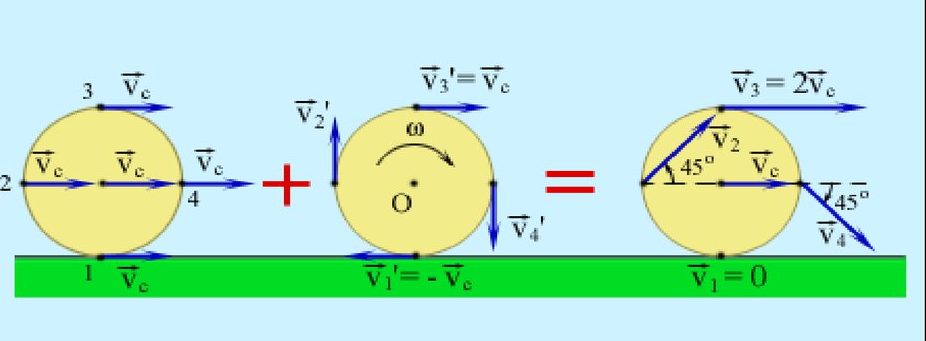 3 v⃗c
2 v⃗c v⃗c v⃗c
4
1 v⃗c
+
v⃗3' = v⃗c
v⃗2'
ω
O
v⃗4'
v⃗1' = - v⃗c
=
v⃗3 = 2v⃗c
v⃗2
45° v⃗c
45°
v⃗4
v⃗1 = 0